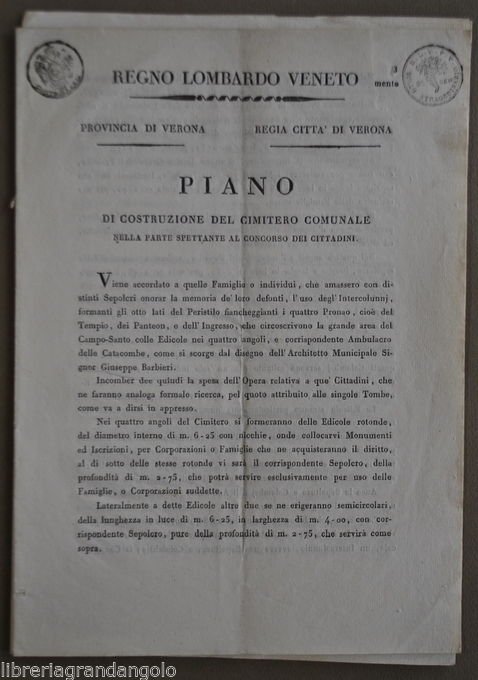 REGNO LOMBARDO VENETO
mento
PROVINCIA DI VERONA REGIA CITTA' DI VERONA
PIANO
DI COSTRUZIONE DEL CIMITERO COMUNALE
NELLA PARTE SPETTANTE AL CONCORSO DEI CITTADINI.
Viene accordato a quelle Famiglie o individui, che amassero con di-
stinti Sepolcri onorar la memoria de' loro defonti, l'uso degl'Intercolunnj,
formanti gli otto lati del Peristilo fiancheggianti i quattro Pronao, cioè del
Tempio, dei Panteon, e dell'Ingresso, che circoscrivono la grande area del
Campo-Santo colle Edicole nei quattro angoli, e corrispondente Ambulacro
delle Catacombe, come si scorge dal disegno dell'Architetto Municipale Si-
gnor Giuseppe Barbieri.
Incomber dee quindi la spesa dell'Opera relativa a que' Cittadini, che
ne faranno analoga formale ricerca, pel quoto attribuito alle singole Tombe,
come va a dirsi in appresso.
Nei quattro angoli del Cimitero si formeranno delle Edicole rotonde,
del diametro interno di m. 6-25 con nicchie, onde collocarvi Monumenti
ed Iscrizioni, per Corporazioni o Famiglie che ne acquisteranno il diritto,
al di sotto delle stesse rotonde vi sarà il corrispondente Sepolcro, della
profondità di m. 2-75, che potrà servire esclusivamente per uso delle
Famiglie, o Corporazioni suddette.
Lateralmente a dette Edicole altre due se ne erigeranno semicircolari,
della lunghezza in luce di m. 6-25, in larghezza di m. 4-00, con cor-
rispondente Sepolcro, pure della profondità di m. 2-75, che servirà come
sopra.
libreriagrandangolo